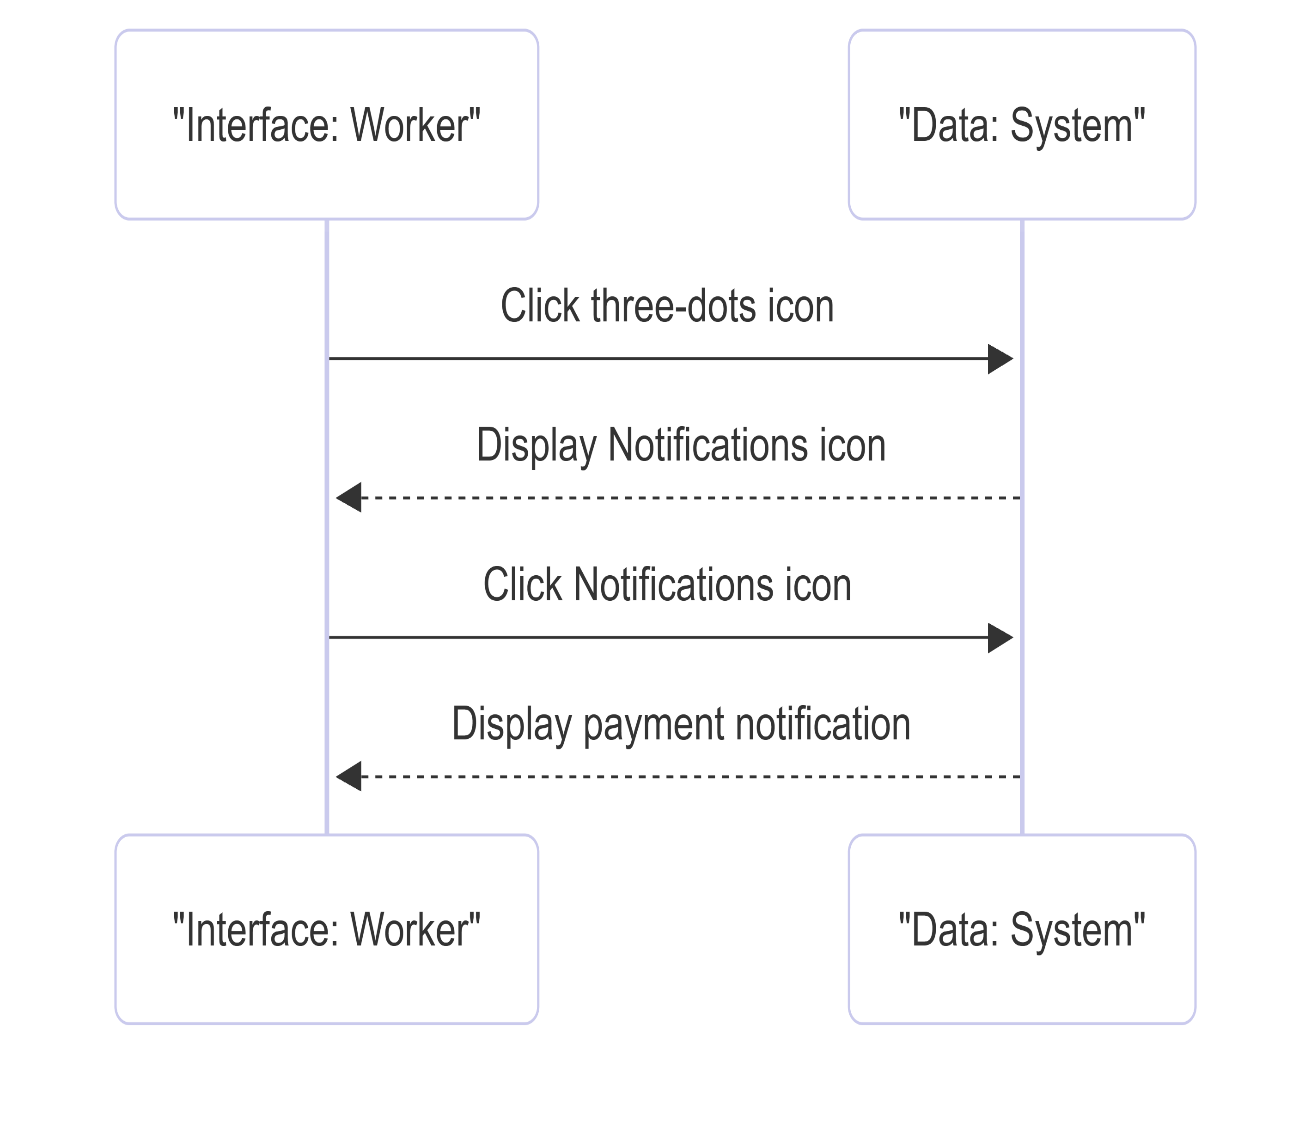 "Interface: Worker"
"Data: System"
Click three-dots icon
Display Notifications icon
Click Notifications icon
Display payment notification
"Interface: Worker"
"Data: System"